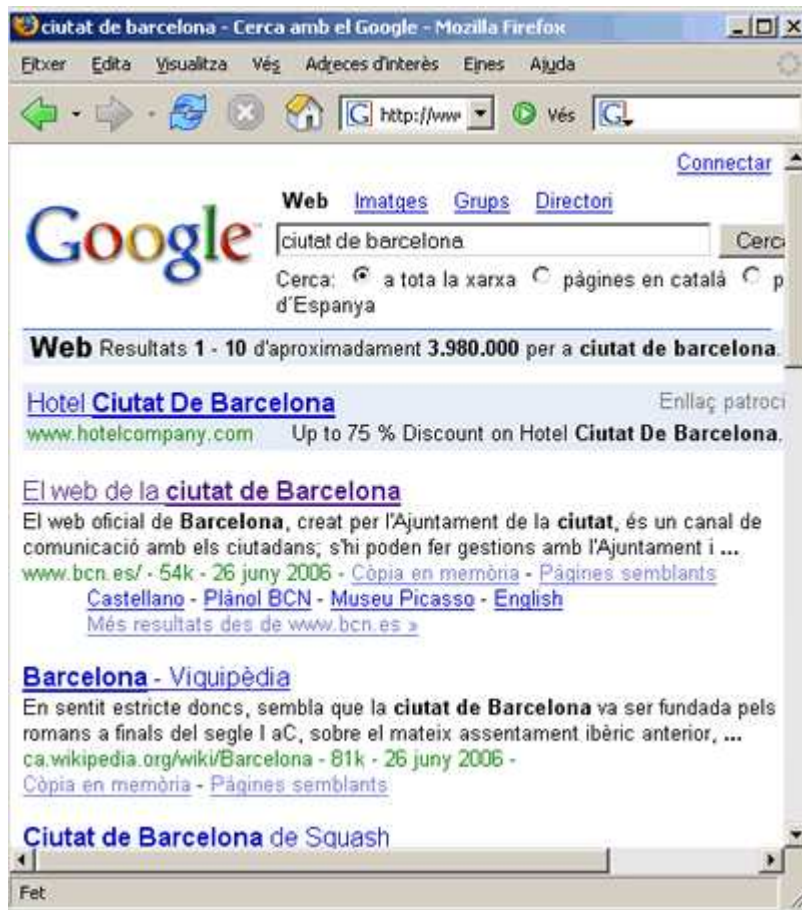 ciutat de barcelona - Cerca amb el Google - Mozilla Firefox
Fitxer Edita Visualitza Vés Adreces d'interès Eines Ajuda
http://www Vés
Connectar
Web Imatges Grups Directori
Google
ciutat de barcelona Cerc
Cerca: a tota la xarxa pàgines en català p
d'Espanya
Web Resultats 1 - 10 d'aproximadament 3.980.000 per a ciutat de barcelona.
Hotel Ciutat De Barcelona Enllaç patroci
www.hotelcompany.com Up to 75 % Discount on Hotel Ciutat De Barcelona.
El web de la ciutat de Barcelona
El web oficial de Barcelona, creat per l'Ajuntament de la ciutat, és un canal de
comunicació amb els ciutadans; s'hi poden fer gestions amb l'Ajuntament i ...
www.bcn.es/ - 54k - 26 juny 2006 - Còpia en memòria - Pàgines semblants
Castellano - Plànol BCN - Museu Picasso - English
Més resultats des de www.bcn.es »
Barcelona - Viquipèdia
En sentit estricte doncs, sembla que la ciutat de Barcelona va ser fundada pels
romans a finals del segle I aC, sobre el mateix assentament ibèric anterior, ...
ca.wikipedia.org/wiki/Barcelona - 81k - 26 juny 2006 -
Còpia en memòria - Pàgines semblants
Ciutat de Barcelona de Squash
Fet